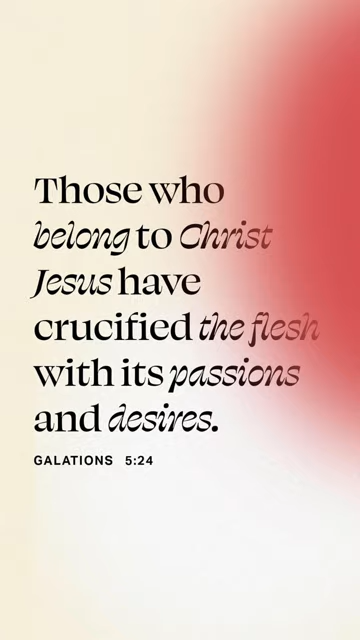 Those who
belong to Christ
Jesus have
crucified the flesh
with its passions
and desires.
GALATIONS 5:24